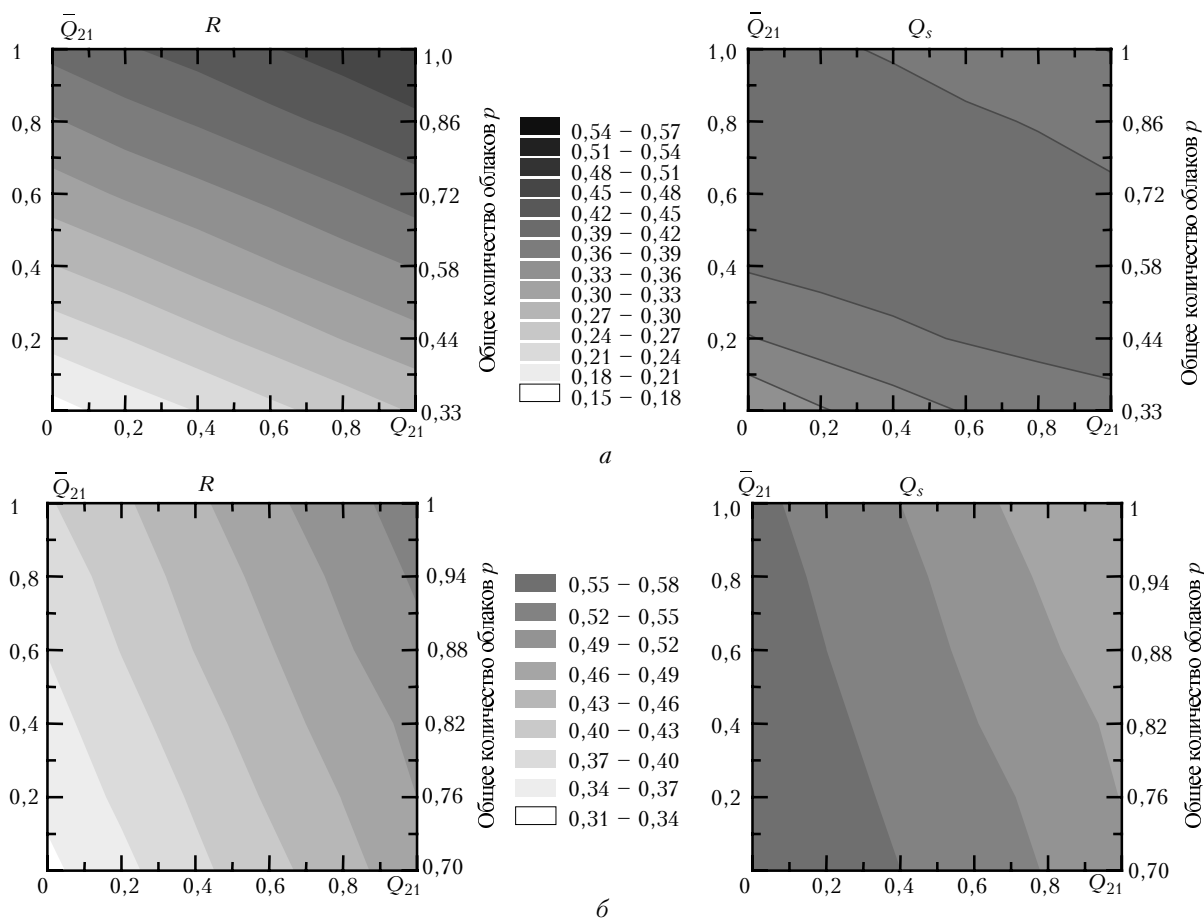 Q̄21 R
1
0,8
0,6
0,4
0,2
0 0,2 0,4 0,6 0,8 Q21
1,0
0,86
0,72
0,58
0,44
0,33
Общее количество облаков p
0,54 – 0,57
0,51 – 0,54
0,48 – 0,51
0,45 – 0,48
0,42 – 0,45
0,39 – 0,42
0,36 – 0,39
0,33 – 0,36
0,30 – 0,33
0,27 – 0,30
0,24 – 0,27
0,21 – 0,24
0,18 – 0,21
0,15 – 0,18
Q̄21 Qs
1
0,8
0,6
0,4
0,2
0 0,2 0,4 0,6 0,8 Q21
1
0,86
0,72
0,58
0,44
0,33
Общее количество облаков p
а
Q̄21 R
1
0,8
0,6
0,4
0,2
0 0,2 0,4 0,6 0,8 Q21
1
0,94
0,88
0,82
0,76
0,70
Общее количество облаков p
0,55 – 0,58
0,52 – 0,55
0,49 – 0,52
0,46 – 0,49
0,43 – 0,46
0,40 – 0,43
0,37 – 0,40
0,34 – 0,37
0,31 – 0,34
Q̄21 Qs
1,0
0,8
0,6
0,4
0,2
0 0,2 0,4 0,6 0,8 Q21
1
0,94
0,88
0,82
0,76
0,70
Общее количество облаков p
б